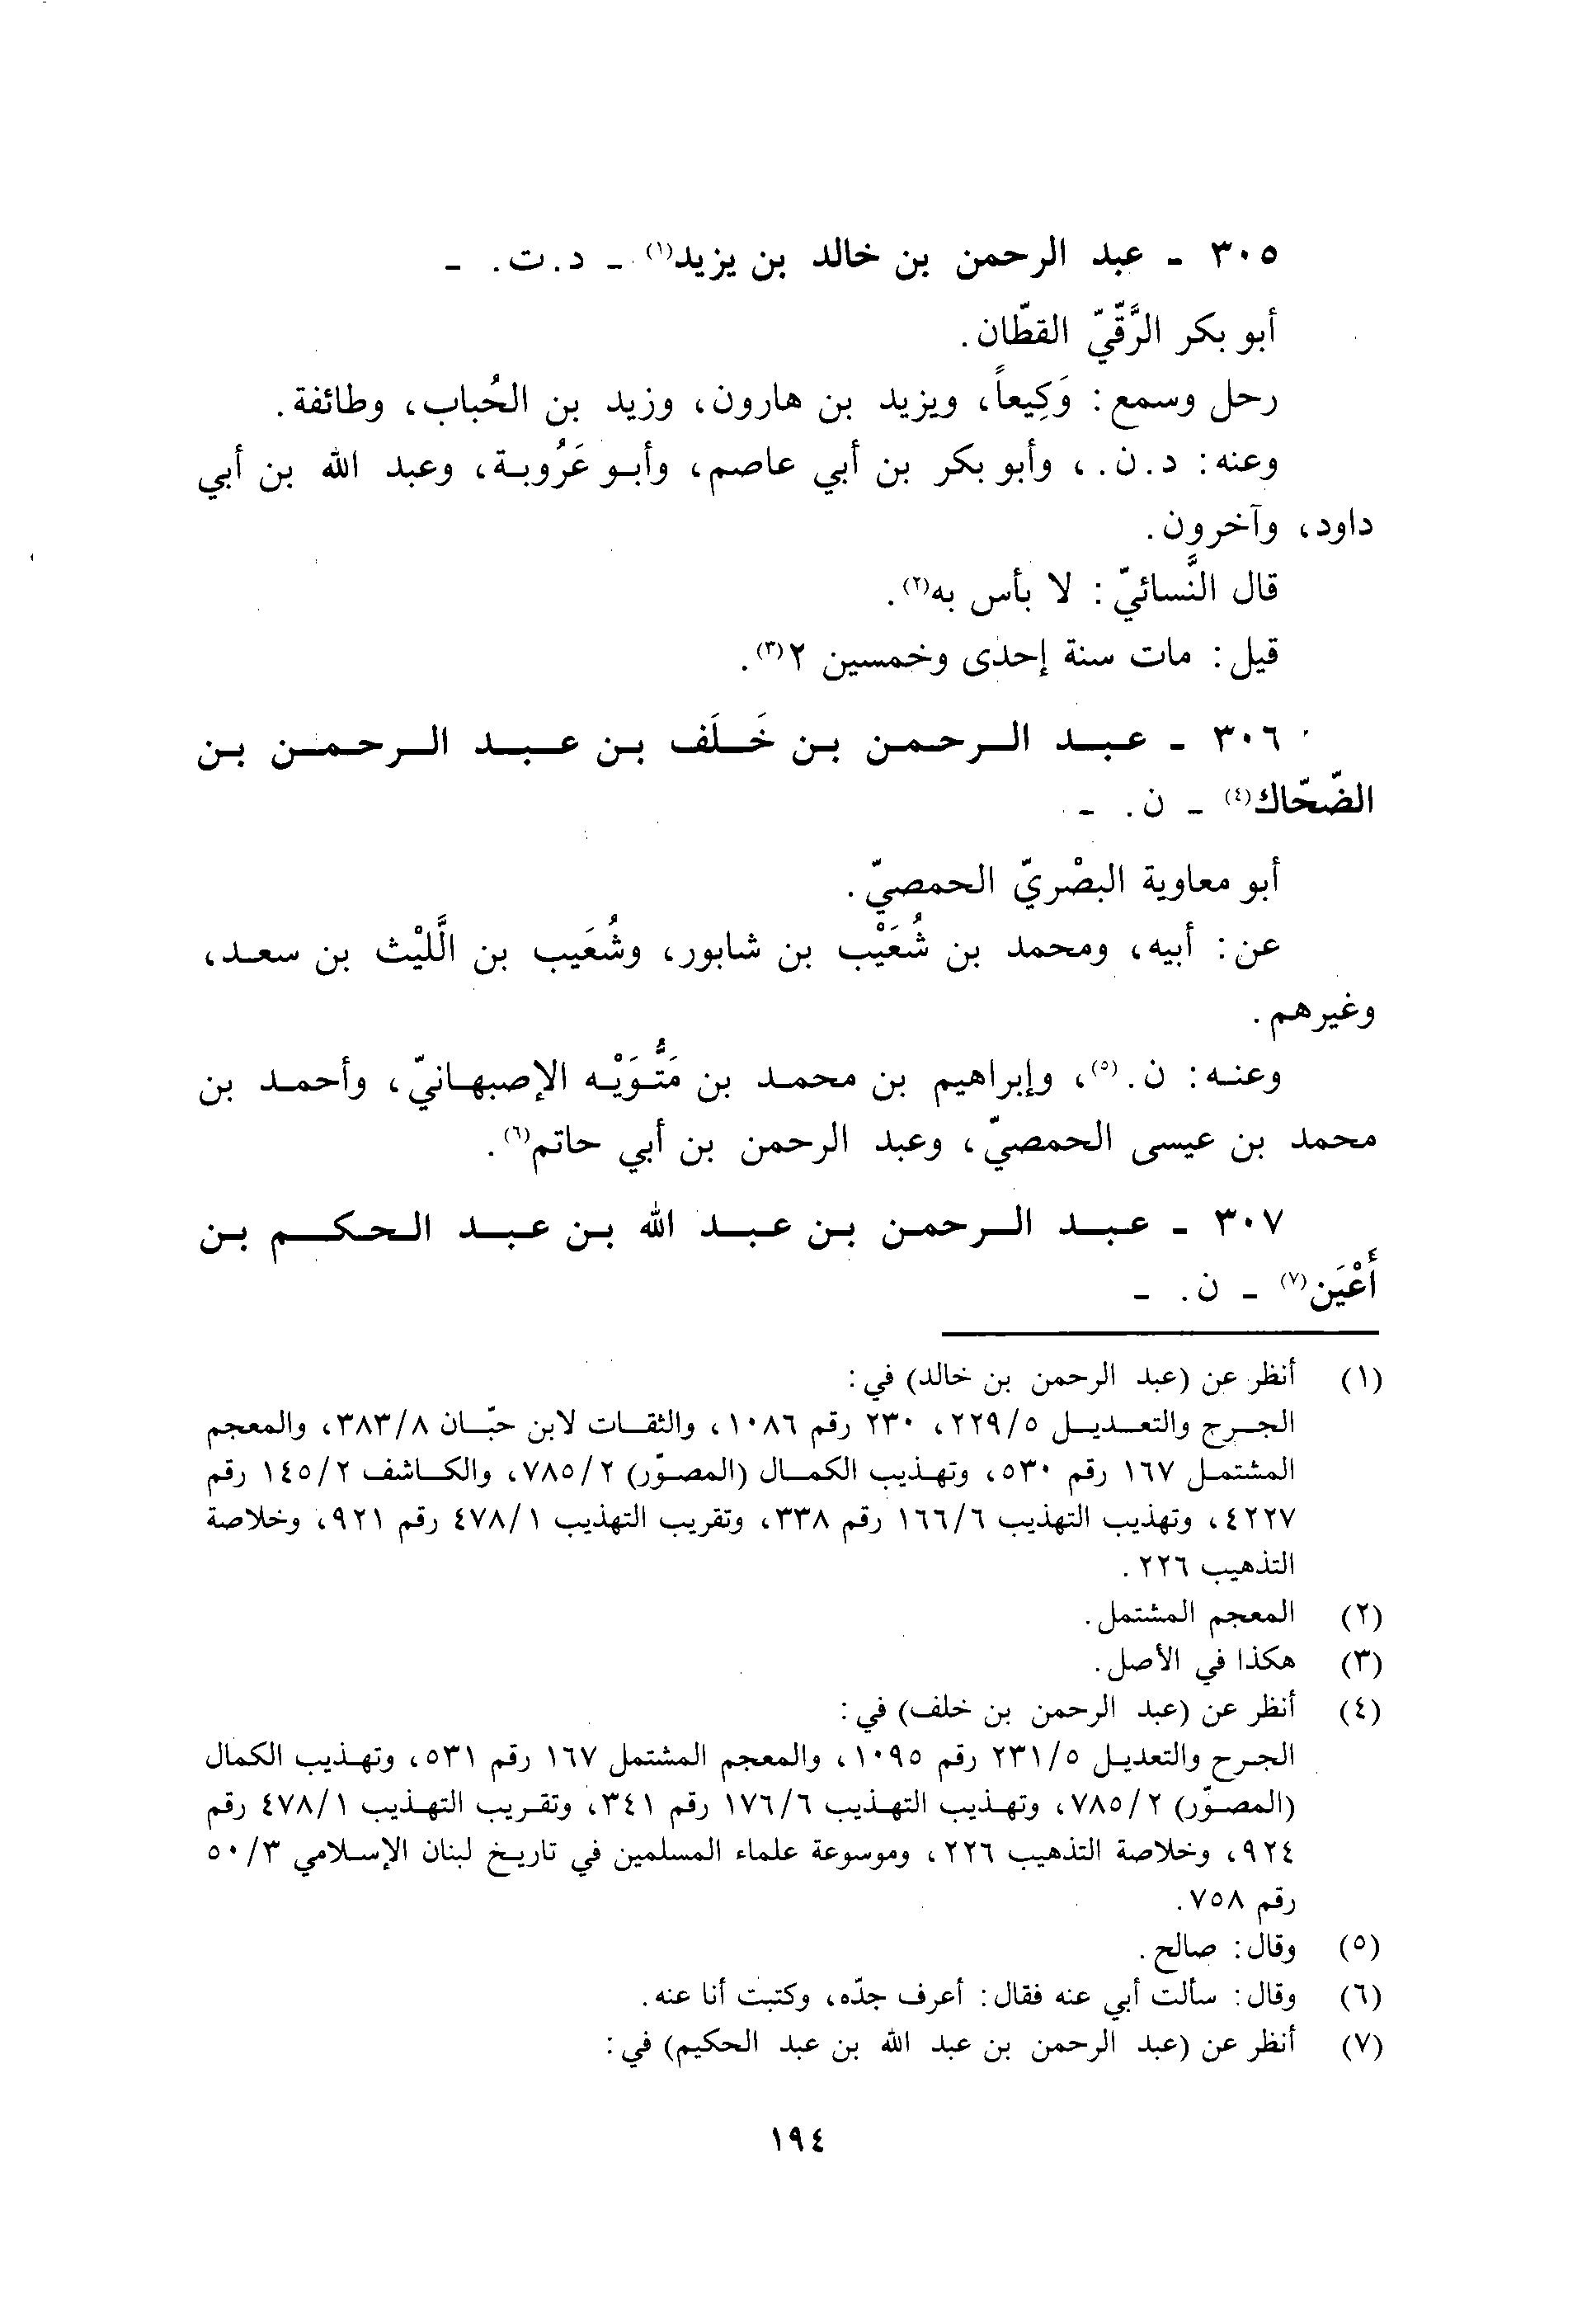 ٣٠٥ - عبد الرحمن بن خالد بن يزيد(١) - د.ت. -
أبو بكر الرَّقّيّ القطّان.
رحل وسمع: وَكِيعاً، ويزيد بن هارون، وزيد بن الحُباب، وطائفة.
وعنه: د.ن.، وأبو بكر بن أبي عاصم، وأبو عَرُوبة، وعبد الله بن أبي
داود، وآخرون.
قال النَّسائيّ: لا بأس به(٢).
قيل: مات سنة إحدى وخمسين ٢(٣).
٣٠٦ - عبد الرحمن بن خَلَف بن عبد الرحمن بن
الضّحّاك(٤) - ن. -
أبو معاوية البصْريّ الحمصيّ.
عن: أبيه، ومحمد بن شُعَيْب بن شابور، وشُعَيب بن الَّليْث بن سعد،
وغيرهم.
وعنه: ن.(٥)، وإبراهيم بن محمد بن مَتُّوَيْه الإصبهانيّ، وأحمد بن
محمد بن عيسى الحمصيّ، وعبد الرحمن بن أبي حاتم(٦).
٣٠٧ - عبد الرحمن بن عبد الله بن عبد الحكم بن
أَعْيَن(٧) - ن. -
(١) أنظر عن (عبد الرحمن بن خالد) في:
الجرج والتعديل ٢٢٩/٥، ٢٣٠ رقم ١٠٨٦، والثقات لابن حبّان ٣٨٣/٨، والمعجم
المشتمل ١٦٧ رقم ٥٣٠، وتهذيب الكمال (المصوّر) ٧٨٥/٢، والكاشف ١٤٥/٢ رقم
٤٢٢٧، وتهذيب التهذيب ١٦٦/٦ رقم ٣٣٨، وتقريب التهذيب ٤٧٨/١ رقم ٩٢١، وخلاصة
التذهيب ٢٢٦.
(٢) المعجم المشتمل.
(٣) هكذا في الأصل.
(٤) أنظر عن (عبد الرحمن بن خلف) في:
الجرح والتعديل ٢٣١/٥ رقم ١٠٩٥، والمعجم المشتمل ١٦٧ رقم ٥٣١، وتهذيب الكمال
(المصوّر) ٧٨٥/٢، وتهذيب التهذيب ١٧٦/٦ رقم ٣٤١، وتقريب التهذيب ٤٧٨/١ رقم
٩٢٤، وخلاصة التذهيب ٢٢٦، وموسوعة علماء المسلمين في تاريخ لبنان الإسلامي ٥٠/٣
رقم ٧٥٨.
(٥) وقال: صالح.
(٦) وقال: سألت أبي عنه فقال: أعرف جدّه، وكتبت أنا عنه.
(٧) أنظر عن (عبد الرحمن بن عبد الله بن عبد الحكيم) في:
١٩٤